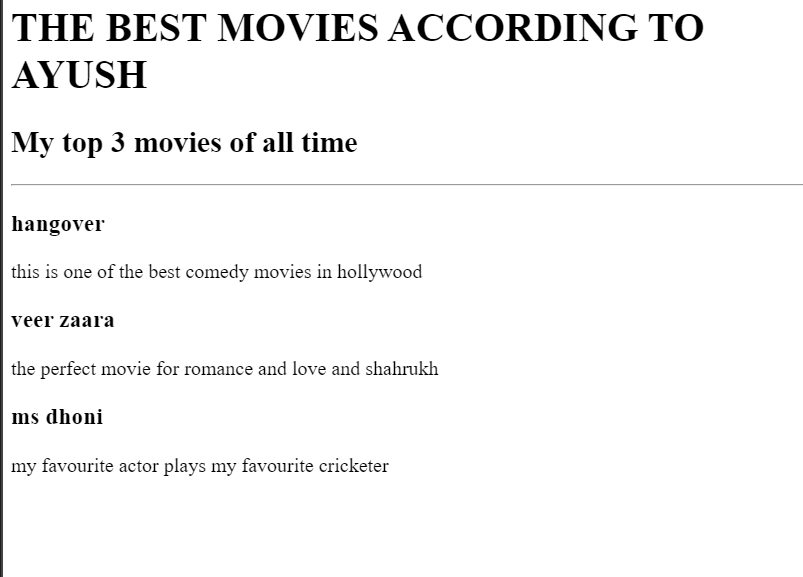 THE BEST MOVIES ACCORDING TO
AYUSH
My top 3 movies of all time
hangover
this is one of the best comedy movies in hollywood
veer zaara
the perfect movie for romance and love and shahrukh
ms dhoni
my favourite actor plays my favourite cricketer